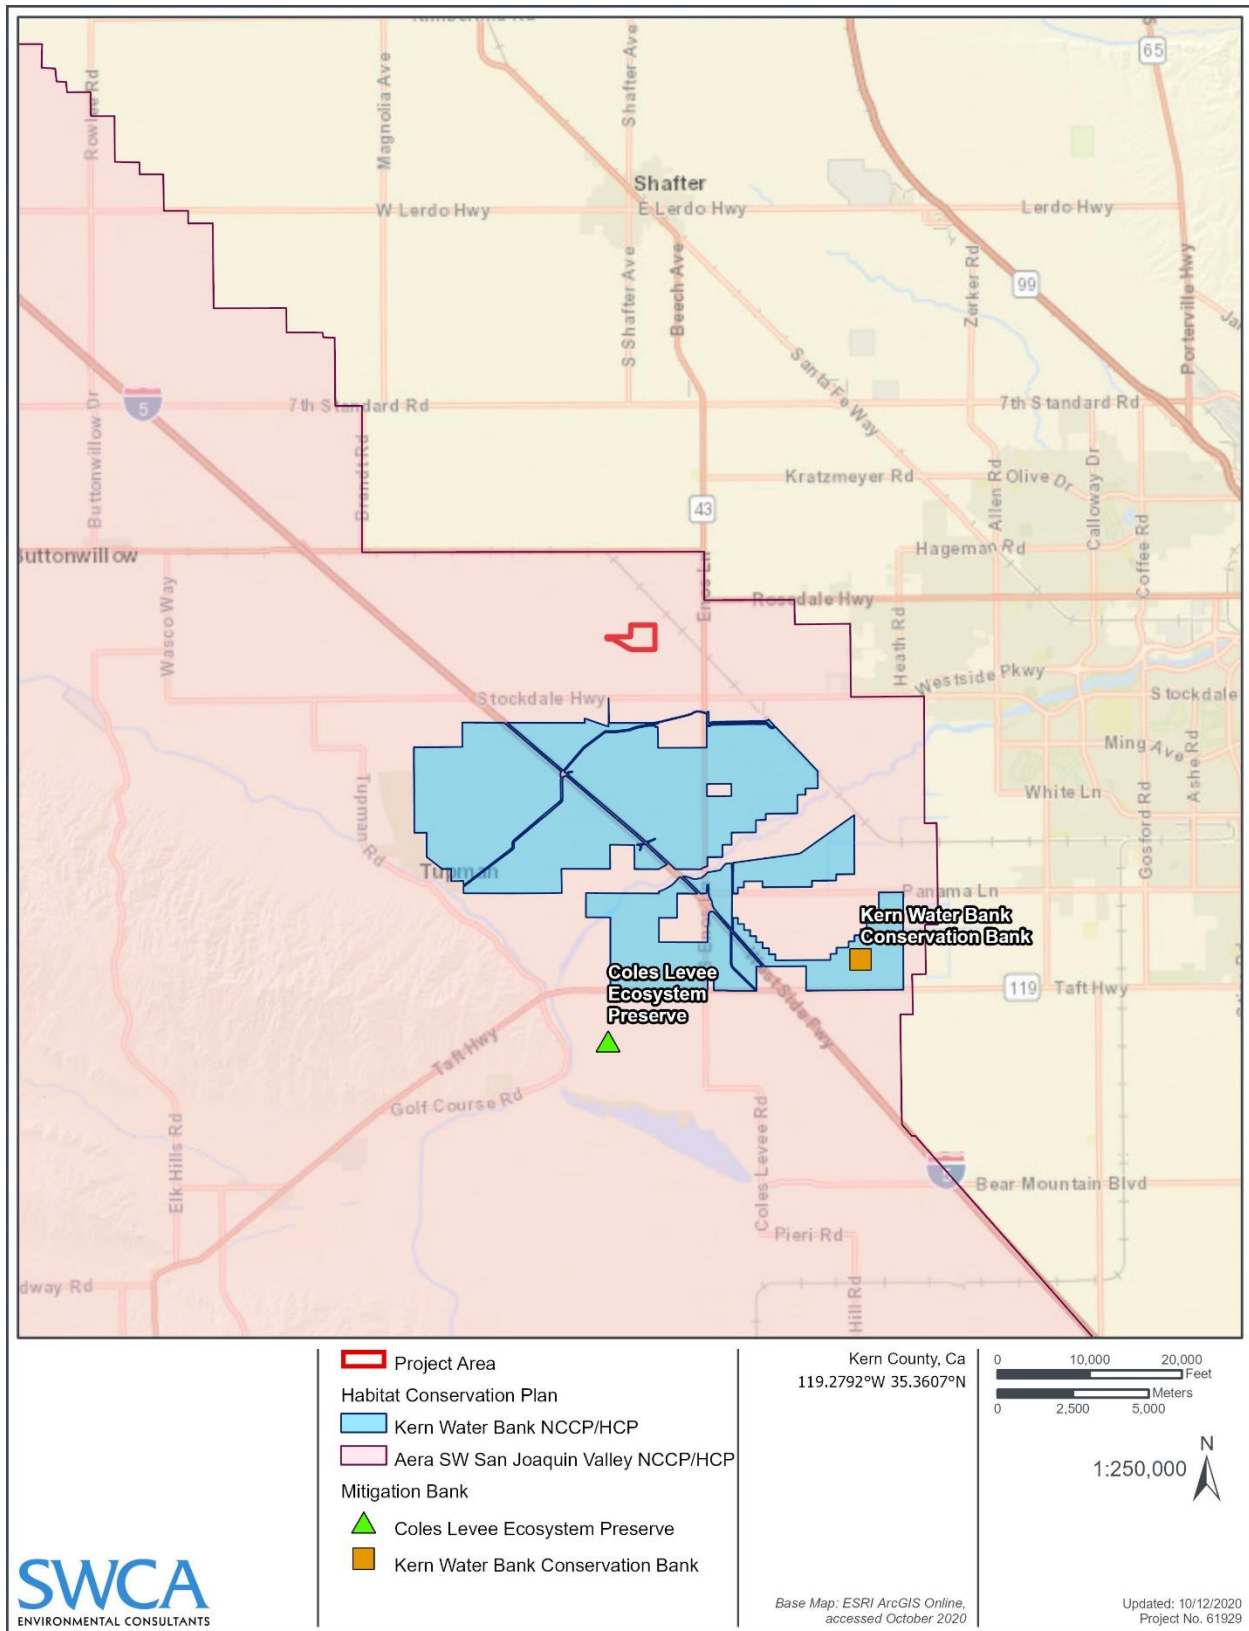 65
Rowlee Rd
Magnolia Ave
Shafter Ave
Shafter
W Lerdo Hwy
E Lerdo Hwy
Lerdo Hwy
S Shafter Ave
Beech Ave
Zerker Rd
99
Porterville Hwy
Santa Fe Way
5
7th Standard Rd
7th Standard Rd
Buttonwillow Dr
Brandt Rd
Kratzmeyer Rd
Allen Rd
Olive Dr
Calloway Dr
Coffee Rd
43
Hageman Rd
Buttonwillow
Wasco Way
Enos Ln
Rosedale Hwy
Heath Rd
Westside Pkwy
Stockdale Hwy
Stockdale
Ming Ave
Ashe Rd
White Ln
Gosford Rd
Tupman Rd
Tupman
Panama Ln
Kern Water Bank
Conservation Bank
Coles Levee
Ecosystem
Preserve
West Side Fwy
119
Taft Hwy
Taft Hwy
Golf Course Rd
Elk Hills Rd
Coles Levee Rd
5
Bear Mountain Blvd
Pieri Rd
dway Rd
Hill Rd
Project Area
Habitat Conservation Plan
Kern Water Bank NCCP/HCP
Aera SW San Joaquin Valley NCCP/HCP
Mitigation Bank
Coles Levee Ecosystem Preserve
Kern Water Bank Conservation Bank
Kern County, Ca
119.2792°W 35.3607°N
0 10,000 20,000
Feet
Meters
0 2,500 5,000
N
1:250,000
SWCA
ENVIRONMENTAL CONSULTANTS
Base Map: ESRI ArcGIS Online,
accessed October 2020
Updated: 10/12/2020
Project No. 61929